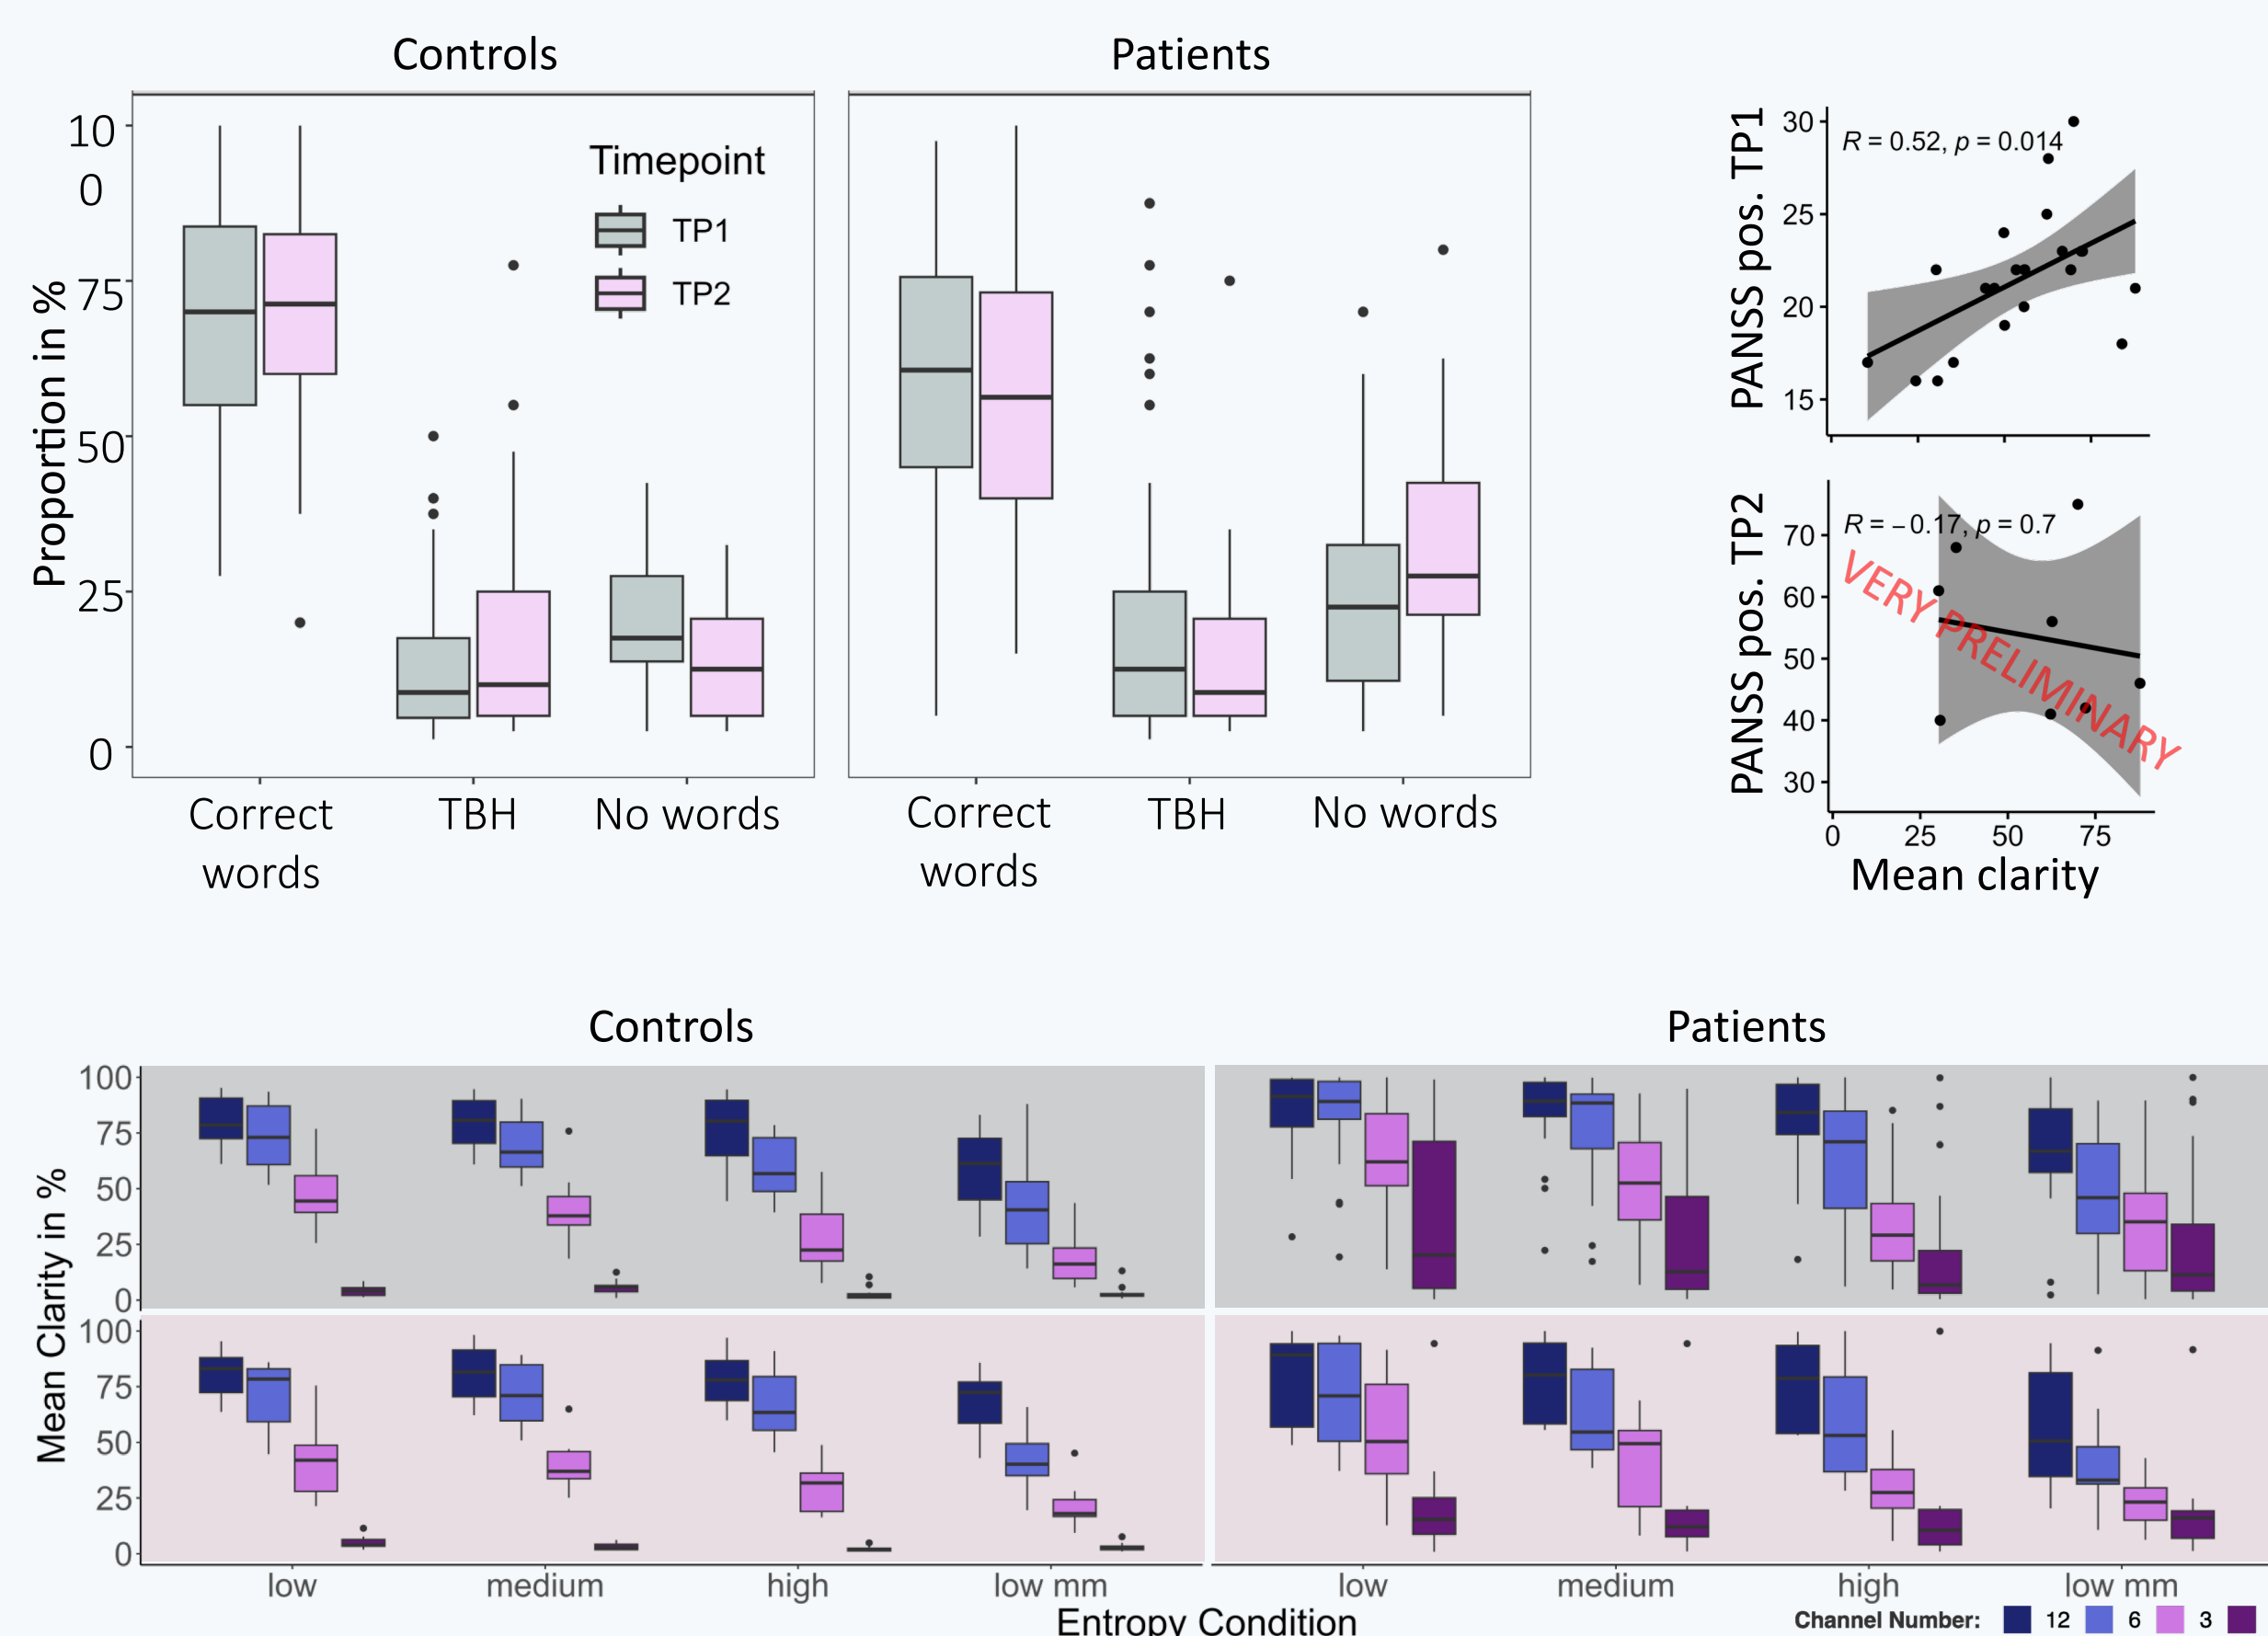 Controls
Patients
Proportion in %
10
0
75
50
25
0
Timepoint
TP1
TP2
Correct
words
TBH
No words
Correct
words
TBH
No words
PANSS pos. TP1
30
25
20
15
R = 0.52, p = 0.014
PANSS pos. TP2
70
60
50
40
30
R = −0.17, p = 0.7
VERY PRELIMINARY
0 25 50 75
Mean clarity
Controls
Patients
Mean Clarity in %
100
75
50
25
0
100
75
50
25
0
low medium high low mm
low medium high low mm
Entropy Condition
Channel Number: 12 6 3